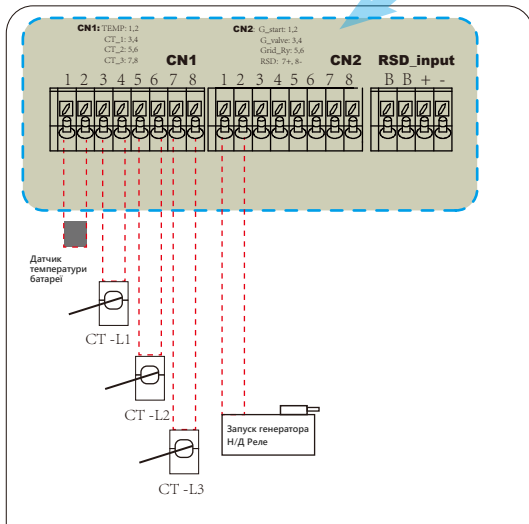 CN1: TEMP: 1,2
CT_1: 3,4
CT_2: 5,6
CT_3: 7,8
CN2: G_start: 1,2
G_valve: 3,4
Grid_Ry: 5,6
RSD: 7+, 8-
CN1
CN2
RSD_input
1 2 3 4 5 6 7 8
1 2 3 4 5 6 7 8
B B + -
Датчик
температури
батареї
CT -L1
CT -L2
CT -L3
Запуск генератора
Н/Д Реле